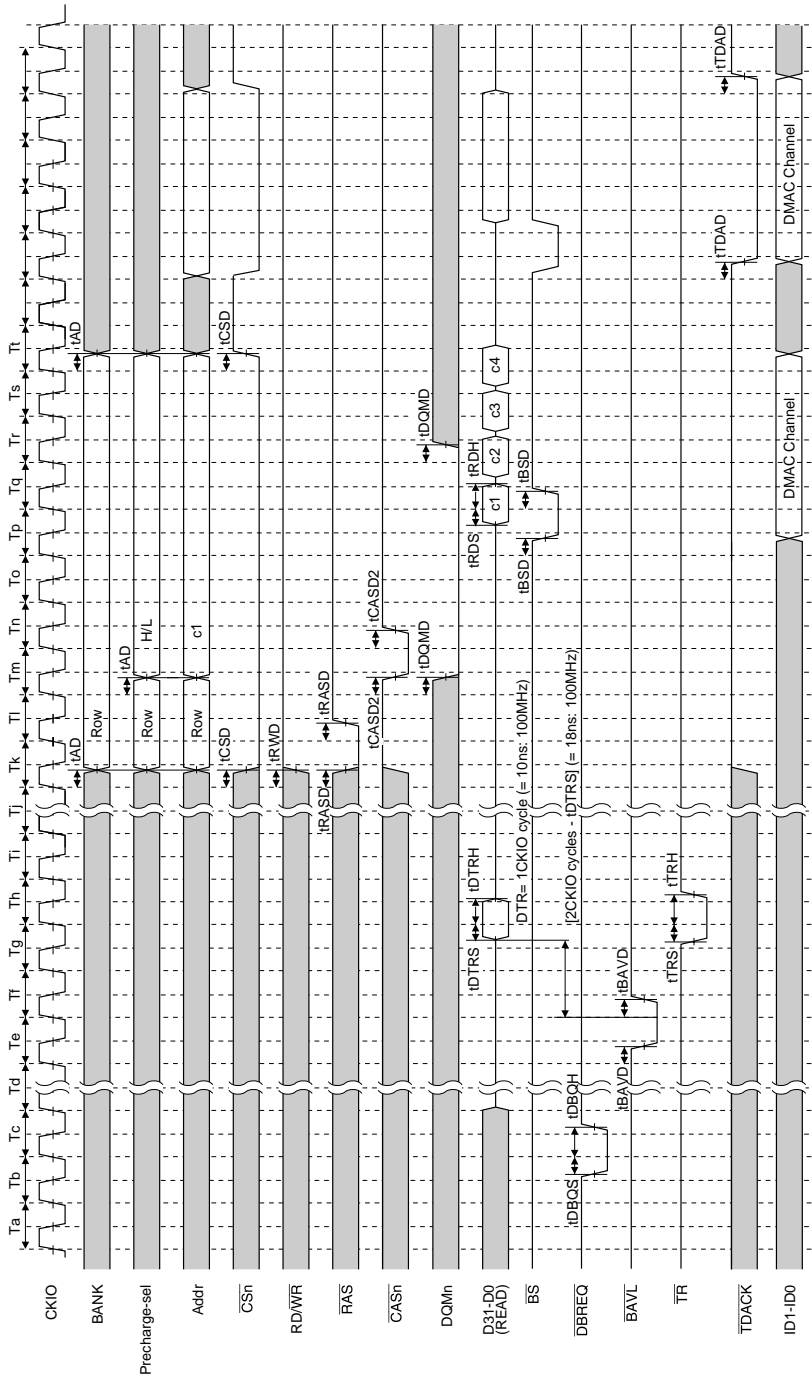 Ta Tb Tc Td Te Tf Tg Th Ti Tj Tk Tl Tm Tn To Tp Tq Tr Ts Tt
CKIO
tAD tAD
BANK Row
tAD
Precharge-sel Row H/L
Addr Row c1
tCSD tCSD
CSn
tRWD
RD/WR
tRASD tRASD
RAS
tCASD2 tCASD2
CASn
tDQMD tDQMD
DQMn
tDTRS tDTRH tRDS tRDH
D31-D0 c1 c2 c3 c4
(READ)
DTR= 1CKIO cycle (= 10ns: 100MHz)
tBSD tBSD
BS
tDBQS tDBQH
DBREQ
[2CKIO cycles - tDTRS] (= 18ns: 100MHz)
tBAVD tBAVD
BAVL
tTRS tTRH
TR
tTDAD tTDAD
TDACK
ID1-ID0 DMAC Channel DMAC Channel